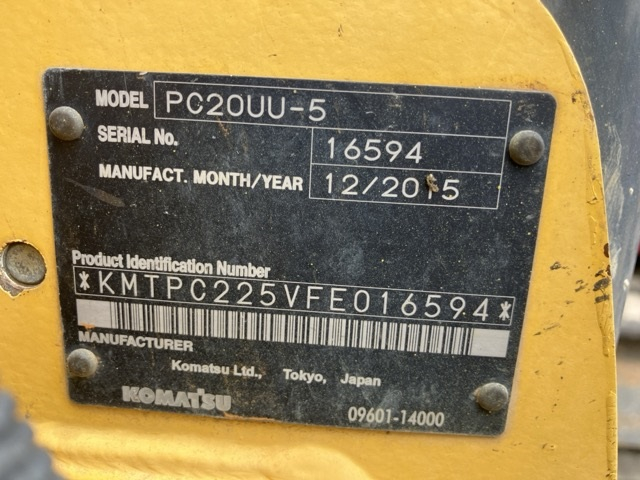 MODEL PC20UU-5
SERIAL No. 16594
MANUFACT. MONTH/YEAR 12/2015
Product Identification Number
*KMTPC225VFE016594*
MANUFACTURER
Komatsu Ltd., Tokyo, Japan
KOMATSU
09601-14000